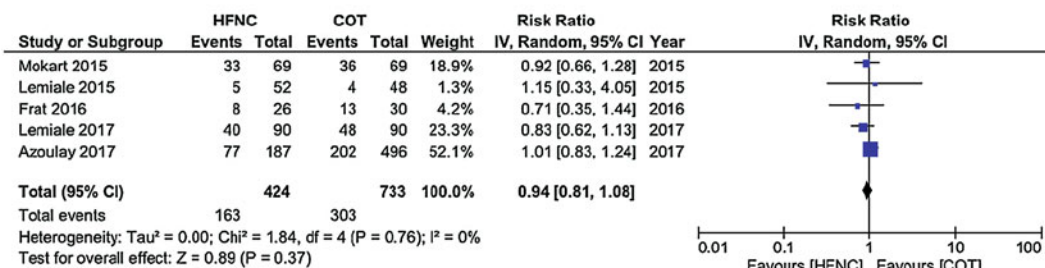 HFNC COT Risk Ratio Risk Ratio
Study or Subgroup Events Total Events Total Weight IV, Random, 95% CI Year IV, Random, 95% CI
Mokart 2015 33 69 36 69 18.9% 0.92 [0.66, 1.28] 2015
Lemiale 2015 5 52 4 48 1.3% 1.15 [0.33, 4.05] 2015
Frat 2016 8 26 13 30 4.2% 0.71 [0.35, 1.44] 2016
Lemiale 2017 40 90 48 90 23.3% 0.83 [0.62, 1.13] 2017
Azoulay 2017 77 187 202 496 52.1% 1.01 [0.83, 1.24] 2017
Total (95% CI) 424 733 100.0% 0.94 [0.81, 1.08]
Total events 163 303
Heterogeneity: Tau² = 0.00; Chi² = 1.84, df = 4 (P = 0.76); I² = 0%
Test for overall effect: Z = 0.89 (P = 0.37)
0.01 0.1 1 10 100
Favours [HFNC] Favours [COT]